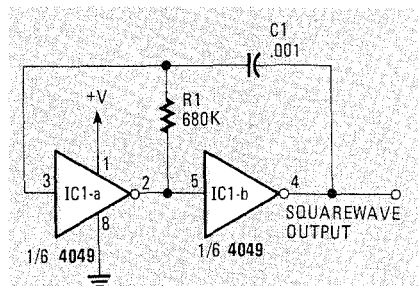 C1
.001
+V
R1
680K
3
1
IC1-a
2
8
5
IC1-b
4
SQUAREWAVE
OUTPUT
1/6 4049
1/6 4049